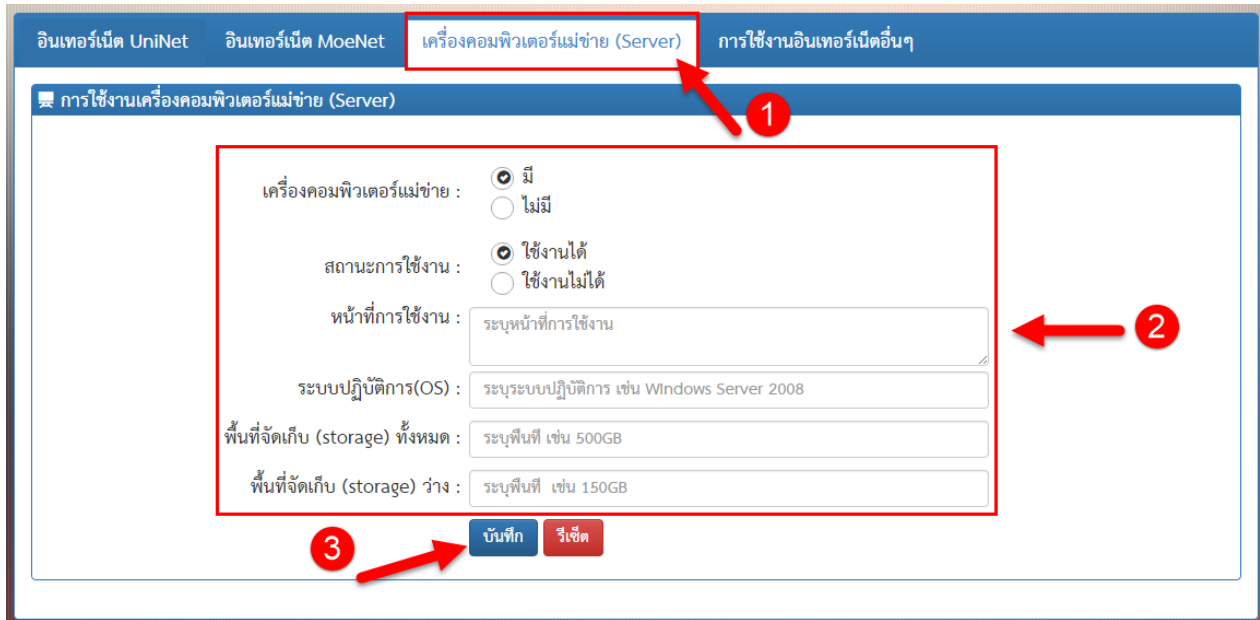 อินเทอร์เน็ต UniNet อินเทอร์เน็ต MoeNet เครื่องคอมพิวเตอร์แม่ข่าย (Server) การใช้งานอินเทอร์เน็ตอื่นๆ
1
การใช้งานเครื่องคอมพิวเตอร์แม่ข่าย (Server)
เครื่องคอมพิวเตอร์แม่ข่าย : มี
ไม่มี
สถานะการใช้งาน : ใช้งานได้
ใช้งานไม่ได้
หน้าที่การใช้งาน : ระบุหน้าที่การใช้งาน
2
ระบบปฏิบัติการ(OS) : ระบุระบบปฏิบัติการ เช่น WIndows Server 2008
พื้นที่จัดเก็บ (storage) ทั้งหมด : ระบุพืนที เช่น 500GB
พื้นที่จัดเก็บ (storage) ว่าง : ระบุพืนที เช่น 150GB
3
บันทึก รีเซ็ต